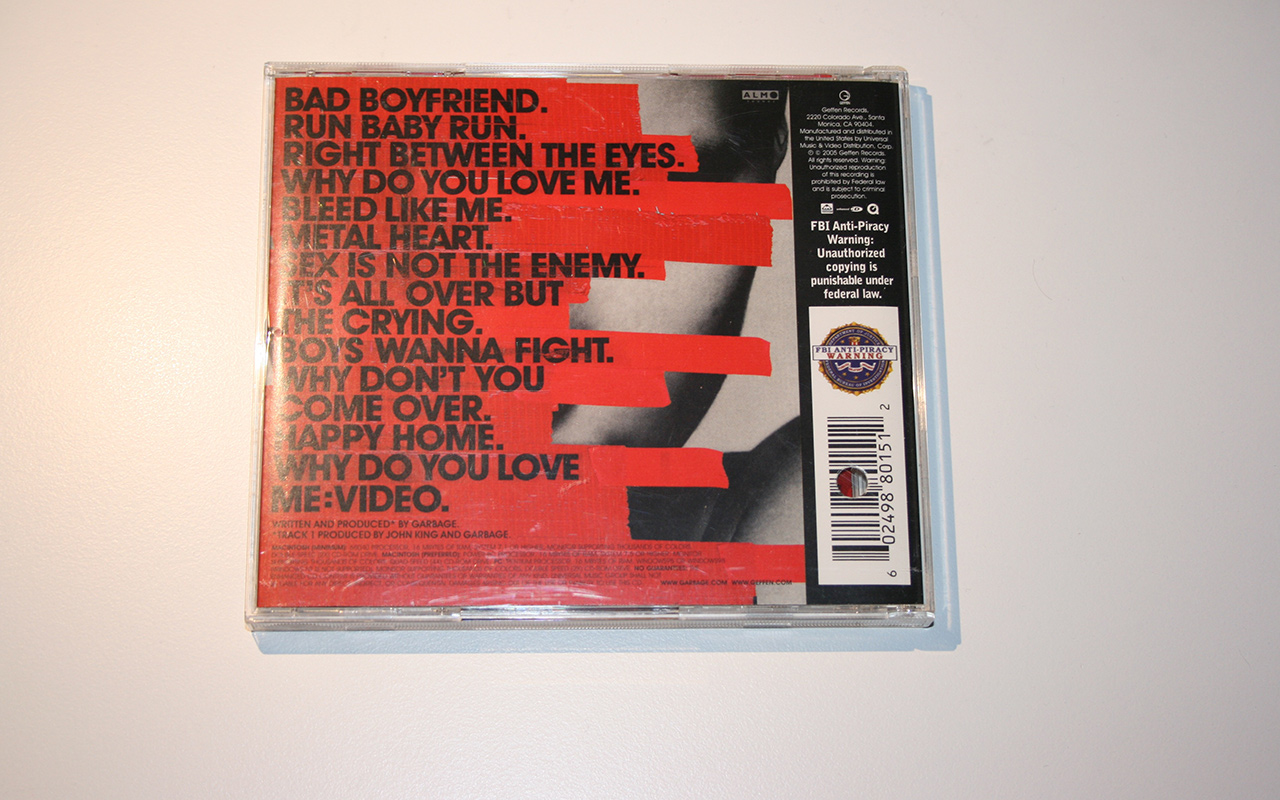 BAD BOYFRIEND.
RUN BABY RUN.
RIGHT BETWEEN THE EYES.
WHY DO YOU LOVE ME.
BLEED LIKE ME.
METAL HEART.
SEX IS NOT THE ENEMY.
IT'S ALL OVER BUT
THE CRYING.
BOYS WANNA FIGHT.
WHY DON'T YOU
COME OVER.
HAPPY HOME.
WHY DO YOU LOVE
ME:VIDEO.
WRITTEN AND PRODUCED* BY GARBAGE.
*TRACK 1 PRODUCED BY JOHN KING AND GARBAGE.
WWW.GARBAGE.COM WWW.GEFFEN.COM
ALMO
GEFFEN
Geffen Records,
2220 Colorado Ave., Santa
Monica, CA 90404.
Manufactured and distributed in
the United States by Universal
Music & Video Distribution, Corp.
℗ © 2005 Geffen Records.
All rights reserved. Warning:
Unauthorized reproduction
of this recording is
prohibited by Federal law
and is subject to criminal
prosecution.
FBI Anti-Piracy
Warning:
Unauthorized
copying is
punishable under
federal law.
FBI ANTI-PIRACY
WARNING
6 02498 80151 2